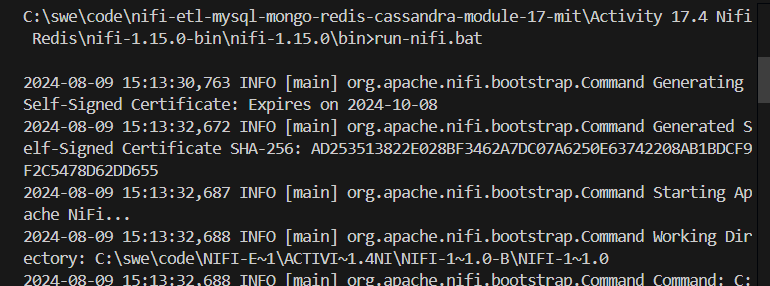 C:\swe\code\nifi-etl-mysql-mongo-redis-cassandra-module-17-mit\Activity 17.4 Nifi
Redis\nifi-1.15.0-bin\nifi-1.15.0\bin>run-nifi.bat
2024-08-09 15:13:30,763 INFO [main] org.apache.nifi.bootstrap.Command Generating
Self-Signed Certificate: Expires on 2024-10-08
2024-08-09 15:13:32,672 INFO [main] org.apache.nifi.bootstrap.Command Generated S
elf-Signed Certificate SHA-256: AD253513822E028BF3462A7DC07A6250E63742208AB1BDCF9
F2C5478D62DD655
2024-08-09 15:13:32,687 INFO [main] org.apache.nifi.bootstrap.Command Starting Ap
ache NiFi...
2024-08-09 15:13:32,688 INFO [main] org.apache.nifi.bootstrap.Command Working Dir
ectory: C:\swe\code\NIFI-E~1\ACTIVI~1.4NI\NIFI-1~1.0-B\NIFI-1~1.0
2024-08-09 15:13:32,688 INFO [main] org.apache.nifi.bootstrap.Command Command: C: